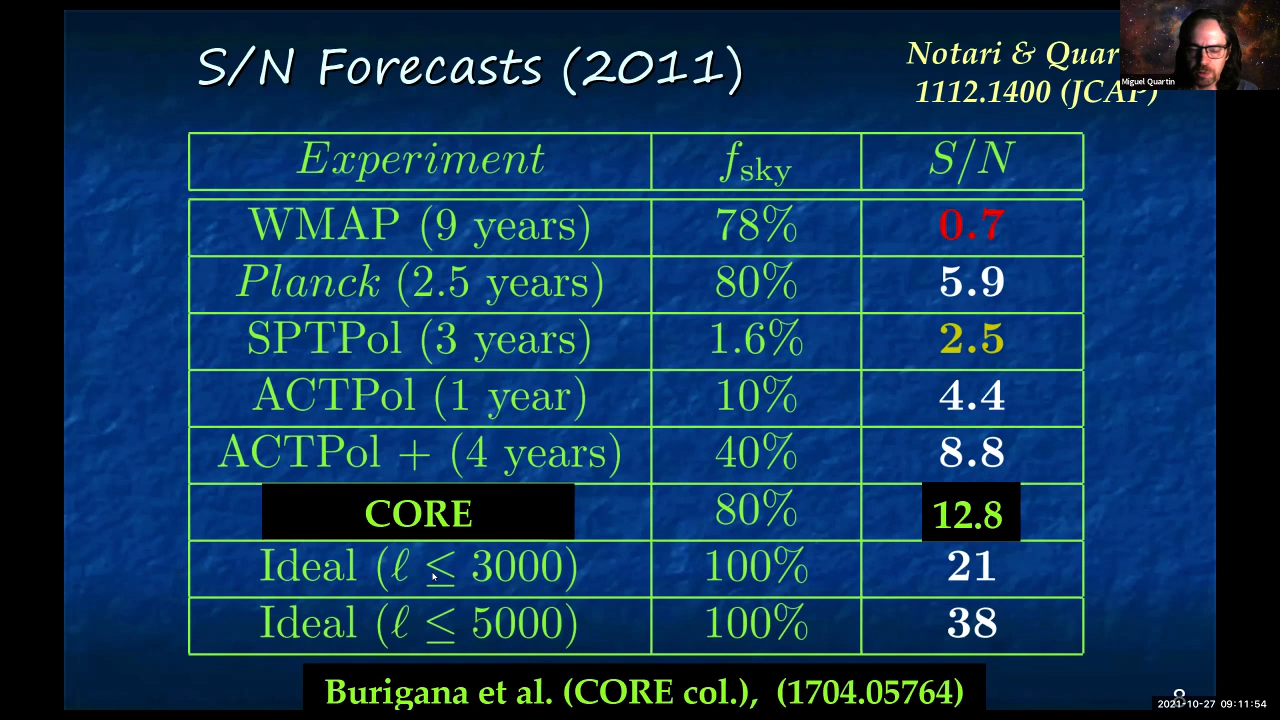 S/N Forecasts (2011)
Notari & Quar
1112.1400 (JCAP)
Miguel Quartin
Experiment f_sky S/N
WMAP (9 years) 78% 0.7
Planck (2.5 years) 80% 5.9
SPTPol (3 years) 1.6% 2.5
ACTPol (1 year) 10% 4.4
ACTPol + (4 years) 40% 8.8
CORE 80% 12.8
Ideal (ℓ ≤ 3000) 100% 21
Ideal (ℓ ≤ 5000) 100% 38
Burigana et al. (CORE col.), (1704.05764)
8
2021-10-27 09:11:54